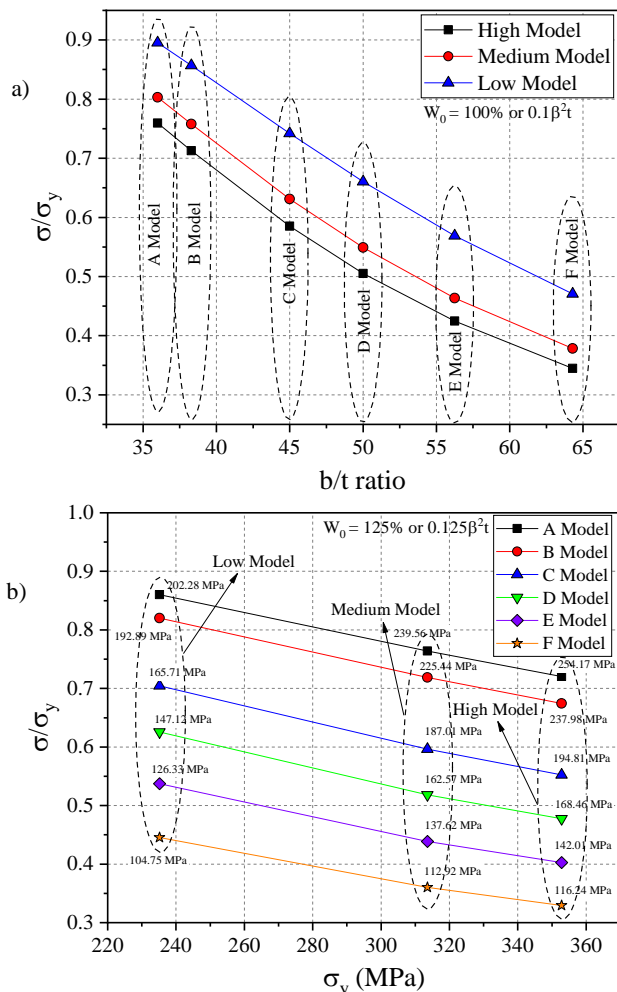 a)
σ/σy
0.9
0.8
0.7
0.6
0.5
0.4
0.3
High Model
Medium Model
Low Model
W0 = 100% or 0.1β²t
A Model
B Model
C Model
D Model
E Model
F Model
35 40 45 50 55 60 65
b/t ratio
b)
σ/σy
1.0
0.9
0.8
0.7
0.6
0.5
0.4
0.3
W0 = 125% or 0.125β²t
A Model
B Model
C Model
D Model
E Model
F Model
Low Model
Medium Model
High Model
202.28 MPa
239.56 MPa
254.17 MPa
192.89 MPa
225.44 MPa
237.98 MPa
165.71 MPa
187.01 MPa
194.81 MPa
147.12 MPa
162.57 MPa
168.46 MPa
126.33 MPa
137.62 MPa
142.01 MPa
104.75 MPa
112.92 MPa
116.24 MPa
220 240 260 280 300 320 340 360
σy (MPa)